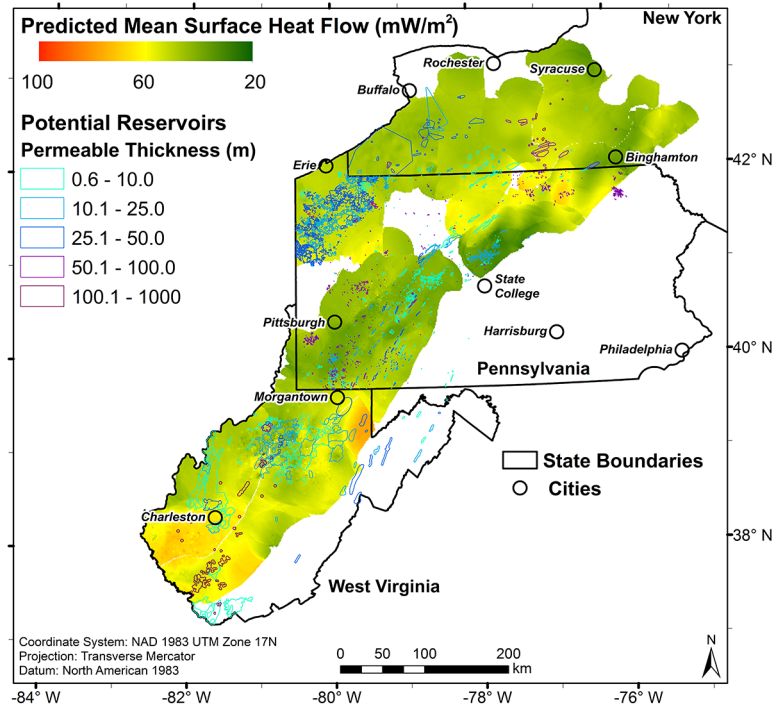 New York
Predicted Mean Surface Heat Flow (mW/m²)
100 60 20
Potential Reservoirs
Permeable Thickness (m)
0.6 - 10.0
10.1 - 25.0
25.1 - 50.0
50.1 - 100.0
100.1 - 1000
Rochester
Syracuse
Buffalo
Erie
Binghamton
42°N
State
College
Pittsburgh
Harrisburg
Philadelphia
40°N
Pennsylvania
Morgantown
State Boundaries
Cities
Charleston
38°N
West Virginia
Coordinate System: NAD 1983 UTM Zone 17N
Projection: Transverse Mercator
Datum: North American 1983
0 50 100 200
km
N
-84°W -82°W -80°W -78°W -76°W